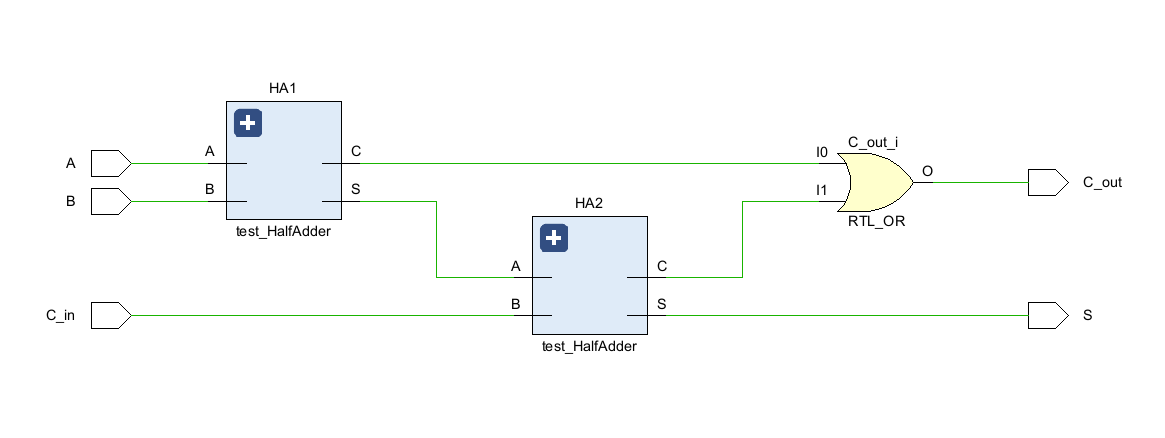 HA1
A
A
B
B
C
S
test_HalfAdder
C_out_i
I0
I1
O
RTL_OR
C_out
HA2
A
B
C
S
test_HalfAdder
C_in
S